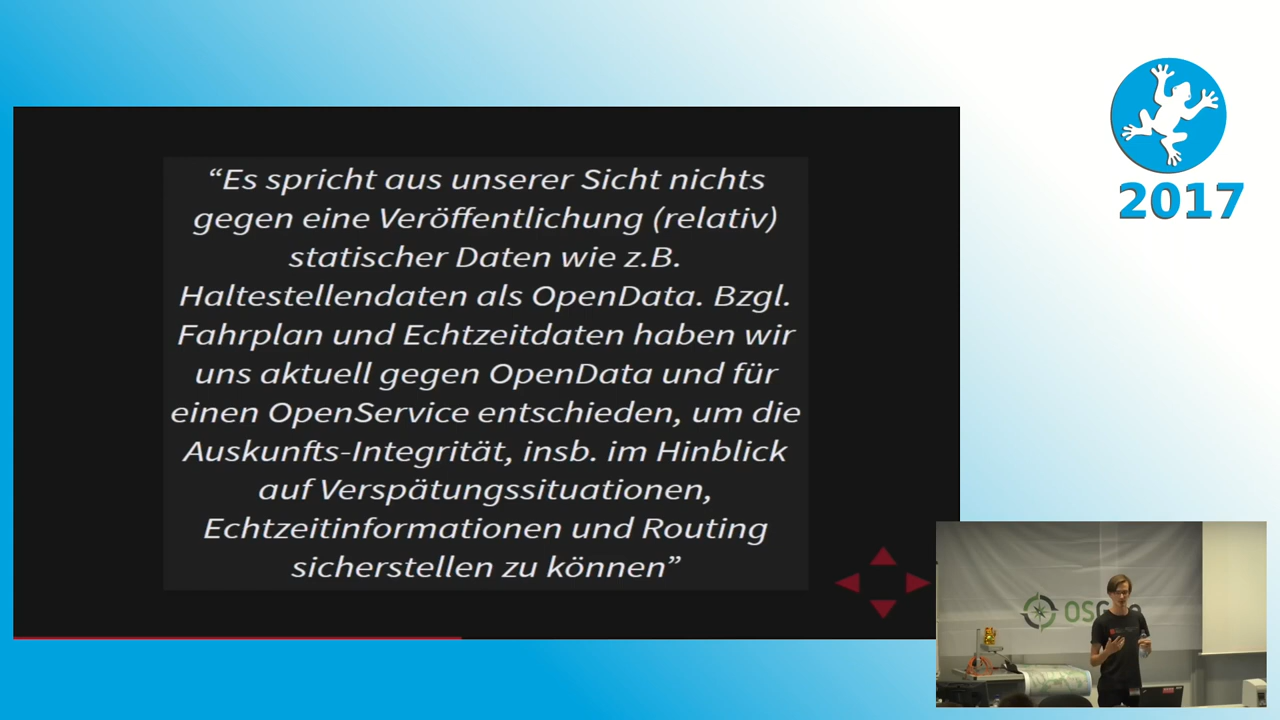 “Es spricht aus unserer Sicht nichts
gegen eine Veröffentlichung (relativ)
statischer Daten wie z.B.
Haltestellendaten als OpenData. Bzgl.
Fahrplan und Echtzeitdaten haben wir
uns aktuell gegen OpenData und für
einen OpenService entschieden, um die
Auskunfts-Integrität, insb. im Hinblick
auf Verspätungssituationen,
Echtzeitinformationen und Routing
sicherstellen zu können”
2017